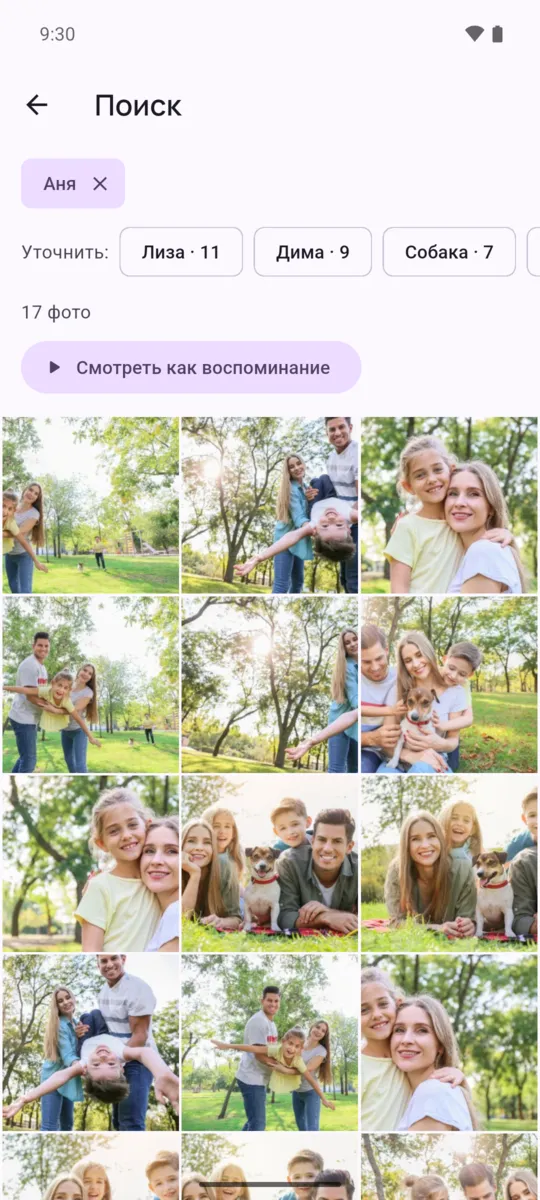 9:30
Поиск
Аня
Уточнить: Лиза · 11 Дима · 9 Собака · 7
17 фото
Смотреть как воспоминание